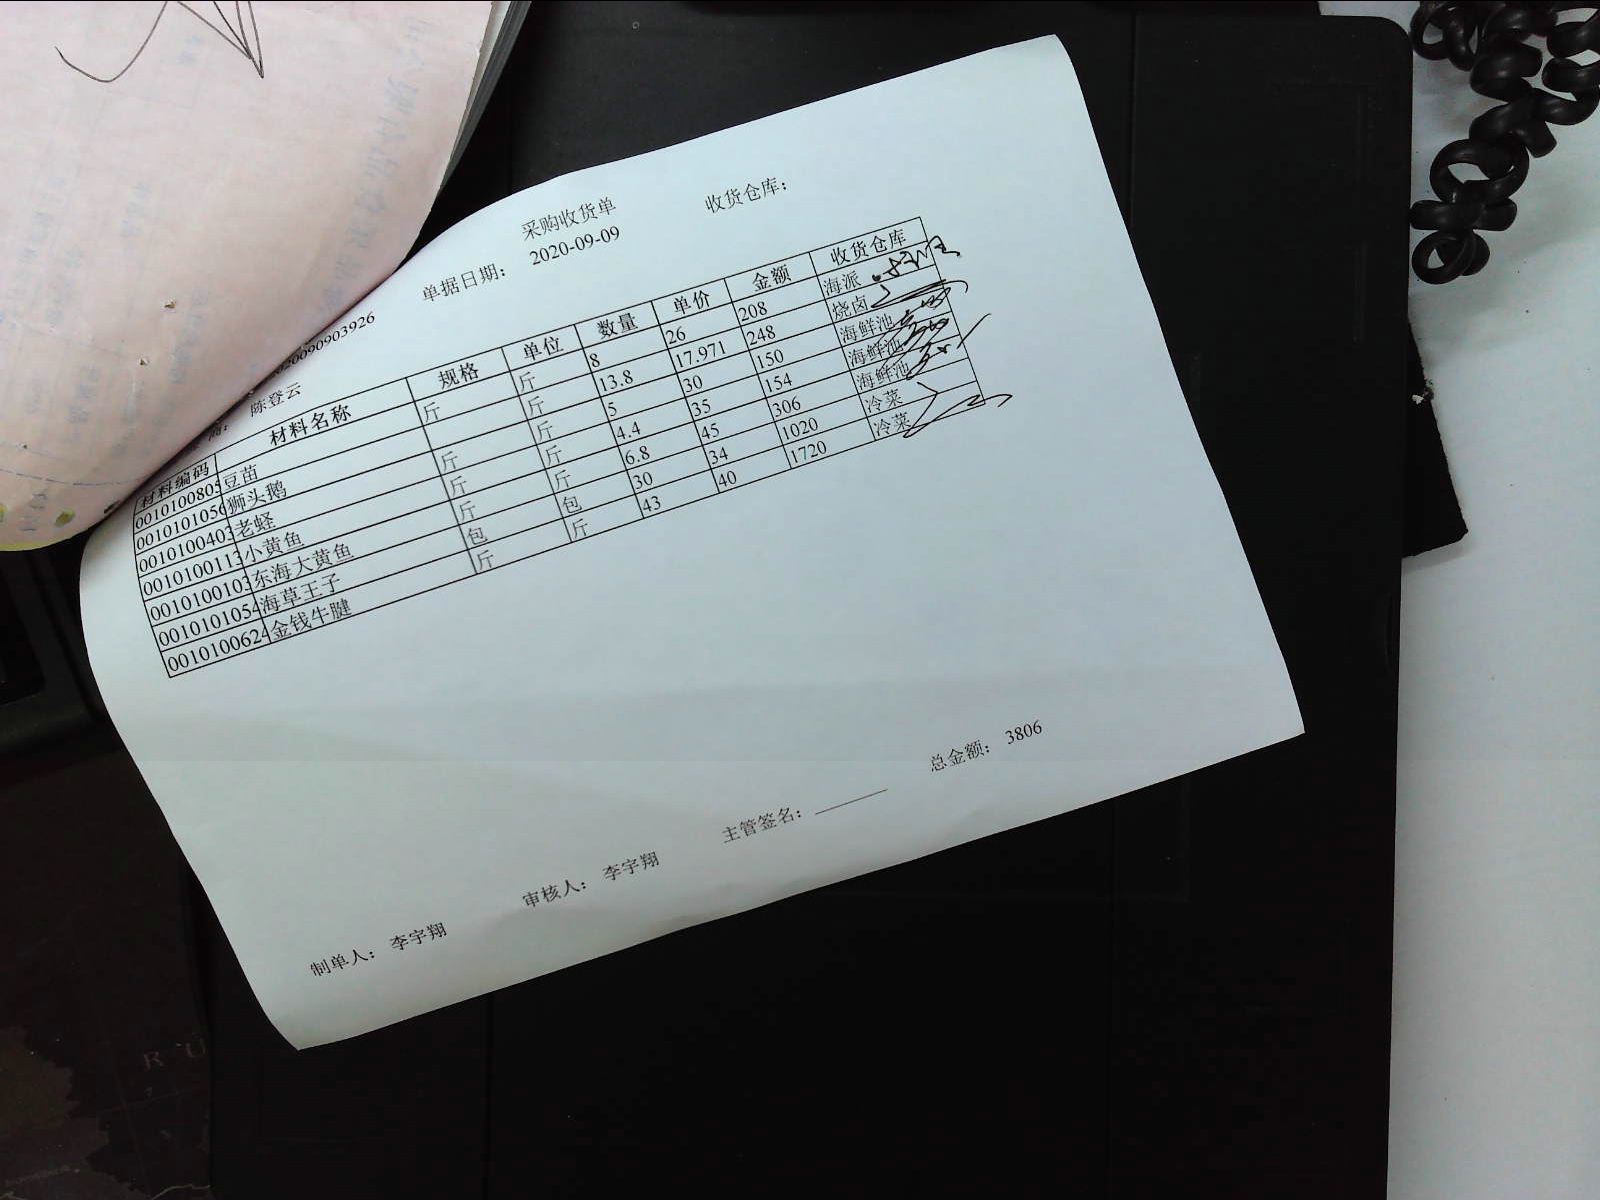 采购收货单
收货仓库：
单据日期： 2020-09-09
020090903926
陈登云
材料编码 材料名称 规格 单位 数量 单价 金额 收货仓库
0010100805 豆苗 斤 斤 8 26 208 海派
0010101056 狮头鹅 斤 13.8 17.971 248 烧卤
0010100403 老蛏 斤 斤 5 30 150 海鲜池
0010100113 小黄鱼 斤 斤 4.4 35 154 海鲜池
0010100103 东海大黄鱼 斤 斤 6.8 45 306 海鲜池
0010101054 海草王子 包 包 30 34 1020 冷菜
0010100624 金钱牛腱 斤 斤 43 40 1720 冷菜
总金额： 3806
制单人： 李宇翔 审核人： 李宇翔 主管签名：